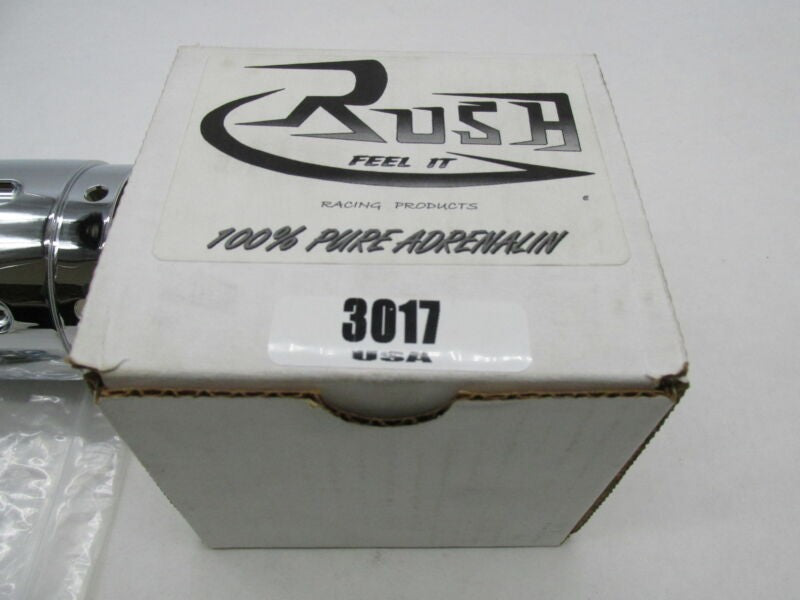 RUSH
FEEL IT
RACING PRODUCTS
100% PURE ADRENALIN
3017
USA